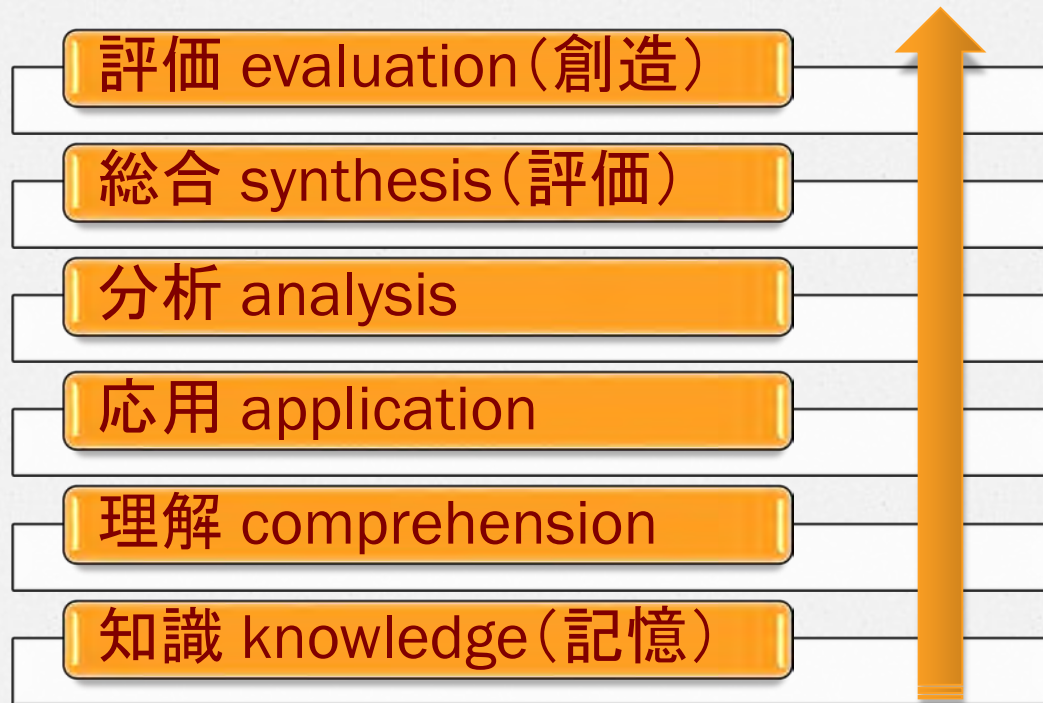 評価 evaluation（創造）
総合 synthesis（評価）
分析 analysis
応用 application
理解 comprehension
知識 knowledge（記憶）